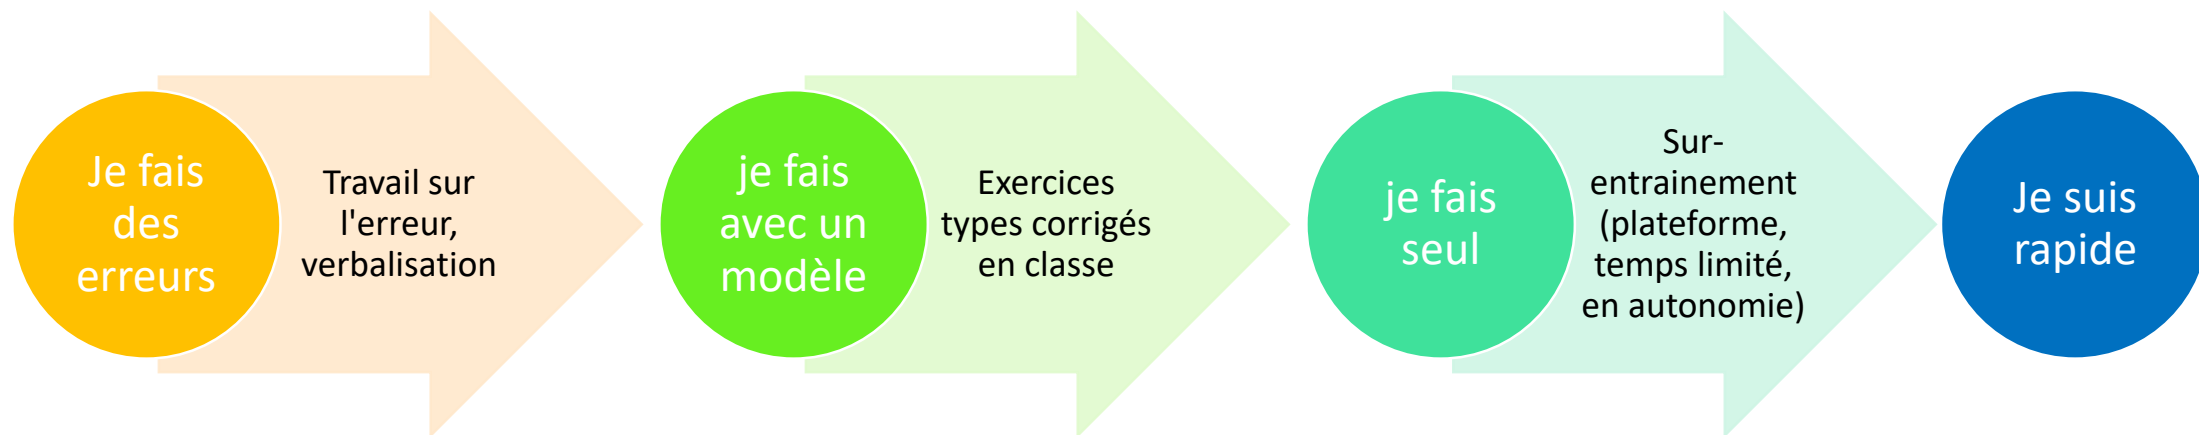 Je fais
des
erreurs
Travail sur
l'erreur,
verbalisation
je fais
avec un
modèle
Exercices
types corrigés
en classe
je fais
seul
Sur-
entrainement
(plateforme,
temps limité,
en autonomie)
Je suis
rapide